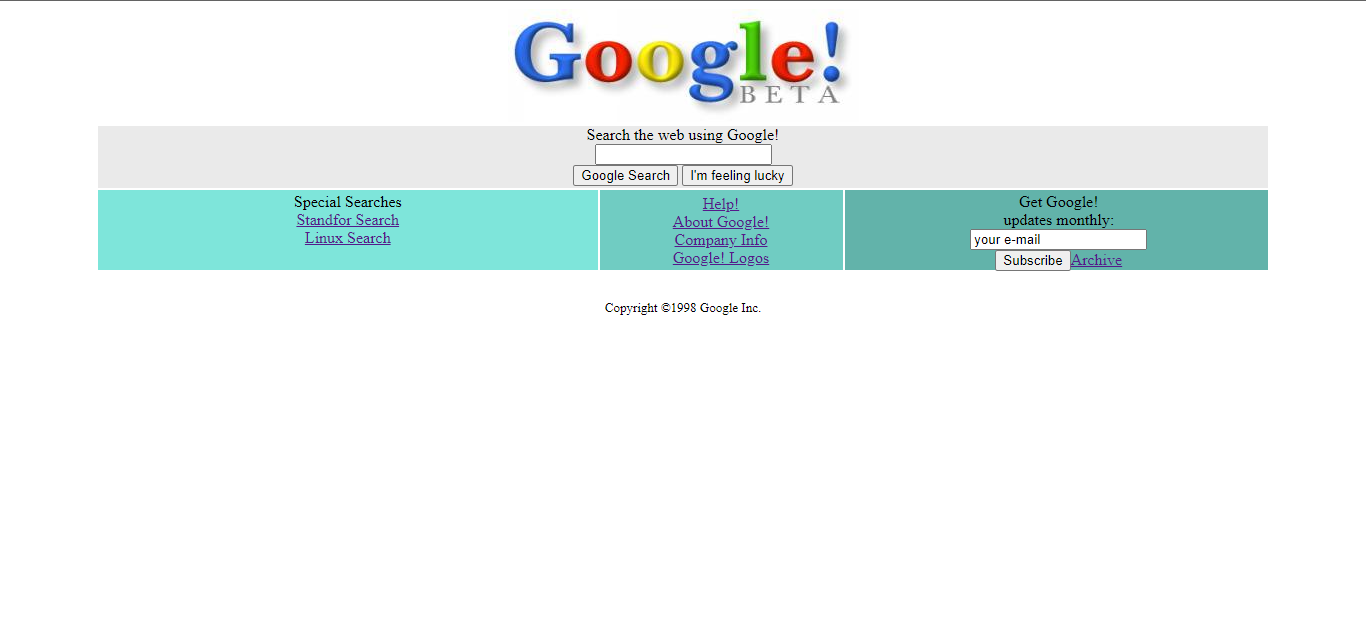 Google!
BETA
Search the web using Google!
Google Search I'm feeling lucky
Special Searches
Standfor Search
Linux Search
Help!
About Google!
Company Info
Google! Logos
Get Google!
updates monthly:
your e-mail
Subscribe Archive
Copyright ©1998 Google Inc.